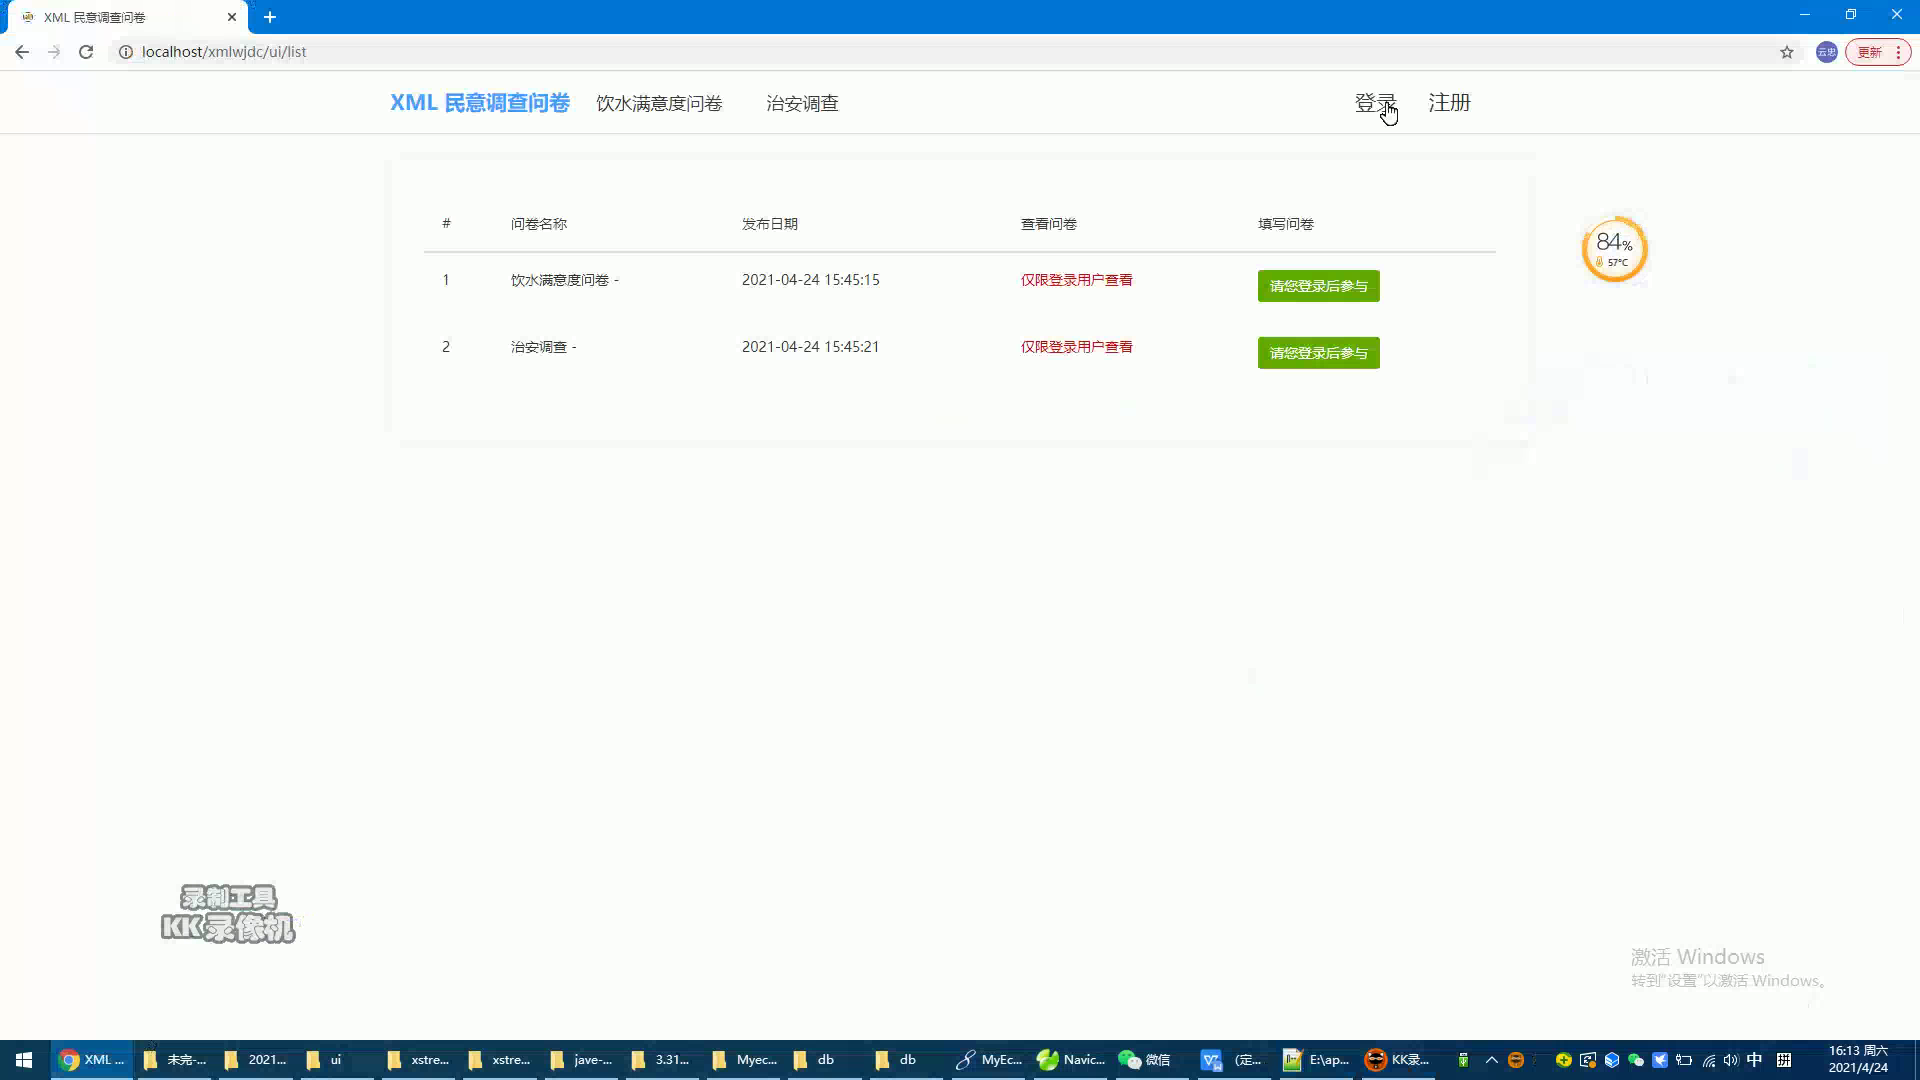 XML 民意调查问卷
localhost/xmlwjdc/ui/list
云忠
更新
XML 民意调查问卷 饮水满意度问卷 治安调查 登录 注册
# 问卷名称 发布日期 查看问卷 填写问卷
1 饮水满意度问卷 - 2021-04-24 15:45:15 仅限登录用户查看 请您登录后参与
2 治安调查 - 2021-04-24 15:45:21 仅限登录用户查看 请您登录后参与
84%
57°C
录制工具
KK录像机
激活 Windows
转到"设置"以激活 Windows。
XML ... 未完-... 2021... ui xstre... xstre... jave-... 3.31... Myec... db db MyEc... Navic... 微信 (定... E:\ap... KK录... 中 拼
16:13 周六
2021/4/24